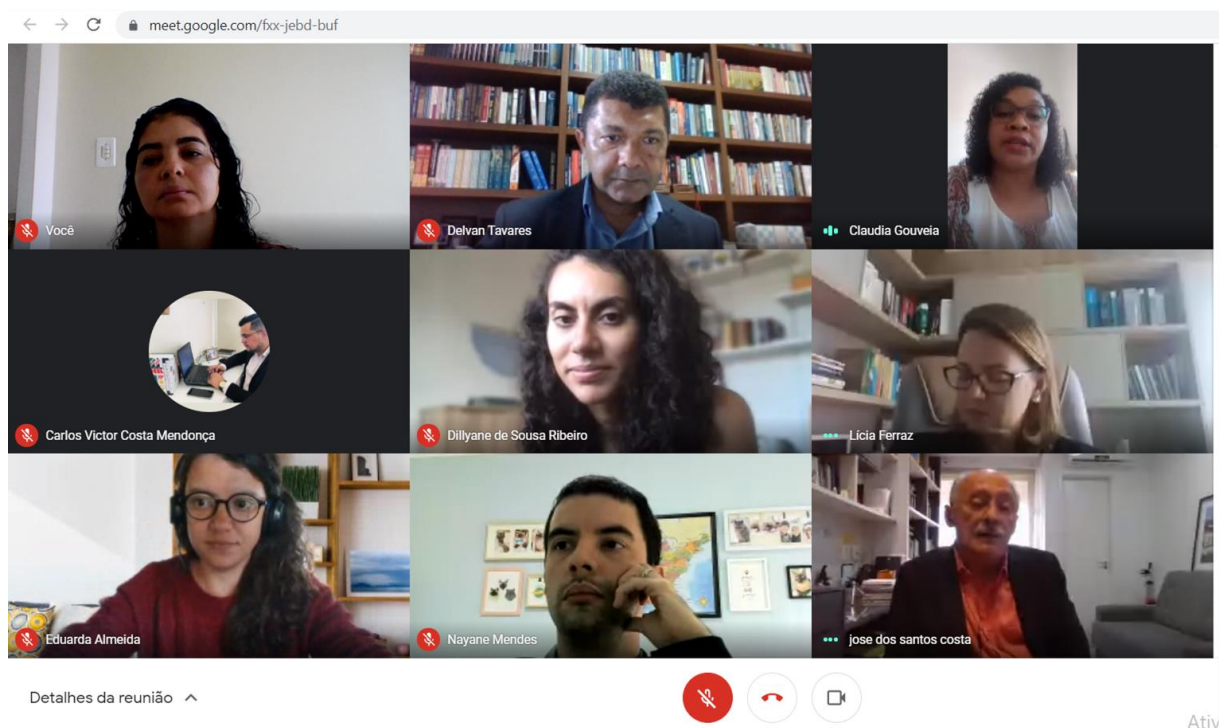 meet.google.com/fxx-jebd-buf
Você
Delvan Tavares
Claudia Gouveia
Carlos Victor Costa Mendonça
Dillyane de Sousa Ribeiro
Lícia Ferraz
Eduarda Almeida
Nayane Mendes
jose dos santos costa
Detalhes da reunião
Ativ